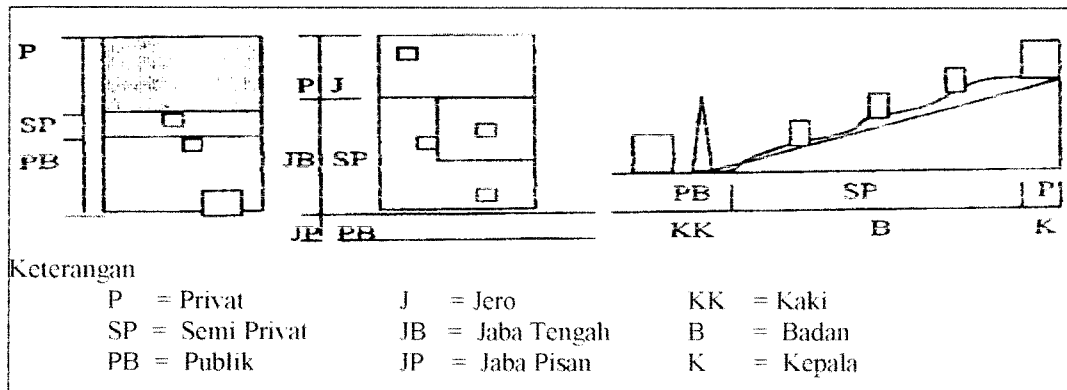 P
SP
PB
P J
JB SP
JP PB
PB SP P
KK B K
Keterangan
P = Privat J = Jero KK = Kaki
SP = Semi Privat JB = Jaba Tengah B = Badan
PB = Publik JP = Jaba Pisan K = Kepala